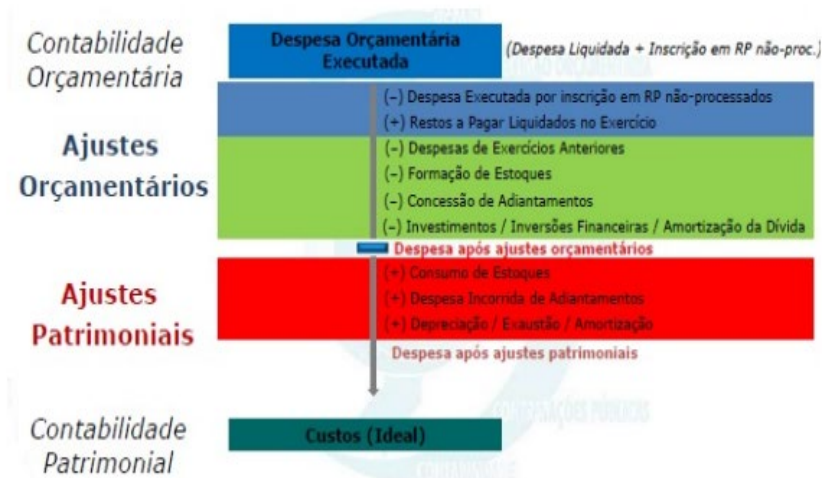 Contabilidade
Orçamentária
Despesa Orçamentária
Executada
(Despesa Liquidada + Inscrição em RP não-proc.)
Ajustes
Orçamentários
(–) Despesa Executada por inscrição em RP não-processados
(+) Restos a Pagar Liquidados no Exercício
(–) Despesas de Exercícios Anteriores
(–) Formação de Estoques
(–) Concessão de Adiantamentos
(–) Investimentos / Inversões Financeiras / Amortização da Dívida
Despesa após ajustes orçamentários
Ajustes
Patrimoniais
(+) Consumo de Estoques
(+) Despesa Incorrida de Adiantamentos
(+) Depreciação / Exaustão / Amortização
Despesa após ajustes patrimoniais
Contabilidade
Patrimonial
Custos (Ideal)